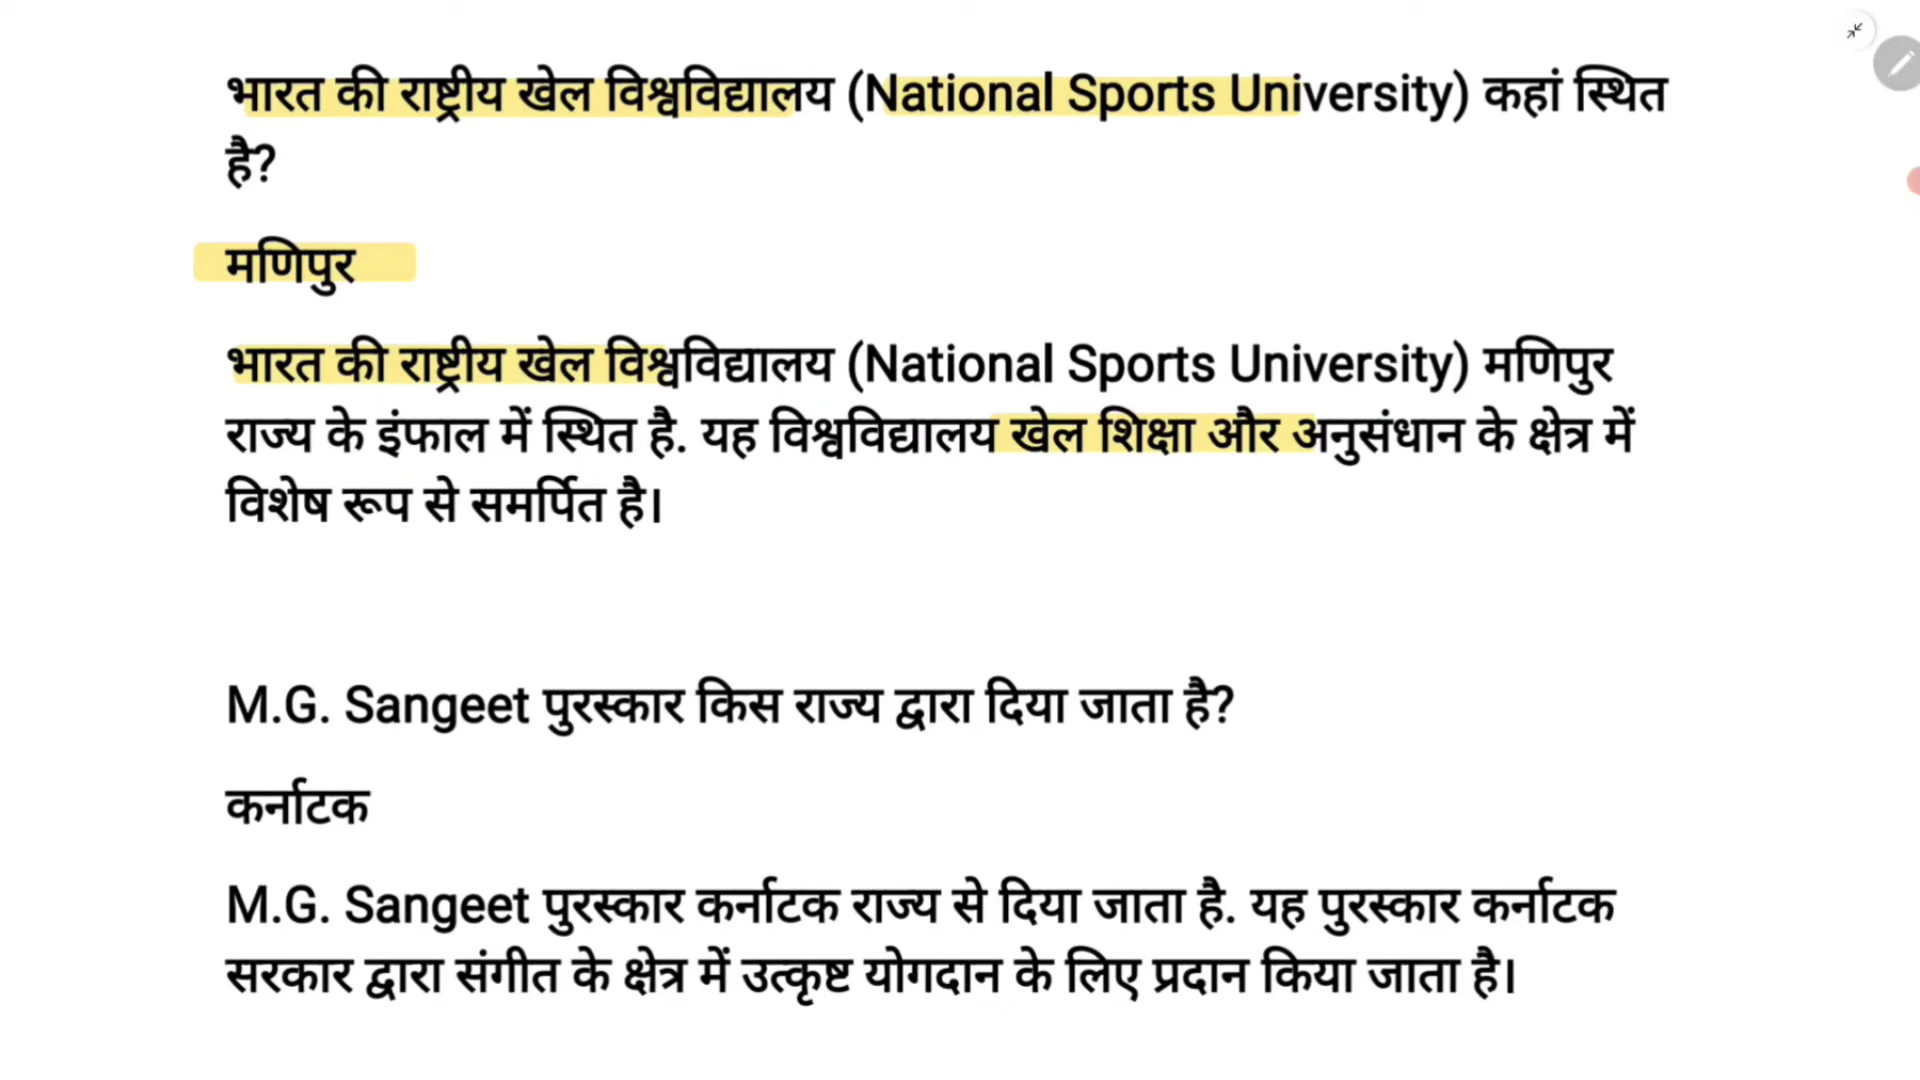 भारत की राष्ट्रीय खेल विश्वविद्यालय (National Sports University) कहां स्थित
है?
मणिपुर
भारत की राष्ट्रीय खेल विश्वविद्यालय (National Sports University) मणिपुर
राज्य के इंफाल में स्थित है. यह विश्वविद्यालय खेल शिक्षा और अनुसंधान के क्षेत्र में
विशेष रूप से समर्पित है।
M.G. Sangeet पुरस्कार किस राज्य द्वारा दिया जाता है?
कर्नाटक
M.G. Sangeet पुरस्कार कर्नाटक राज्य से दिया जाता है. यह पुरस्कार कर्नाटक
सरकार द्वारा संगीत के क्षेत्र में उत्कृष्ट योगदान के लिए प्रदान किया जाता है।